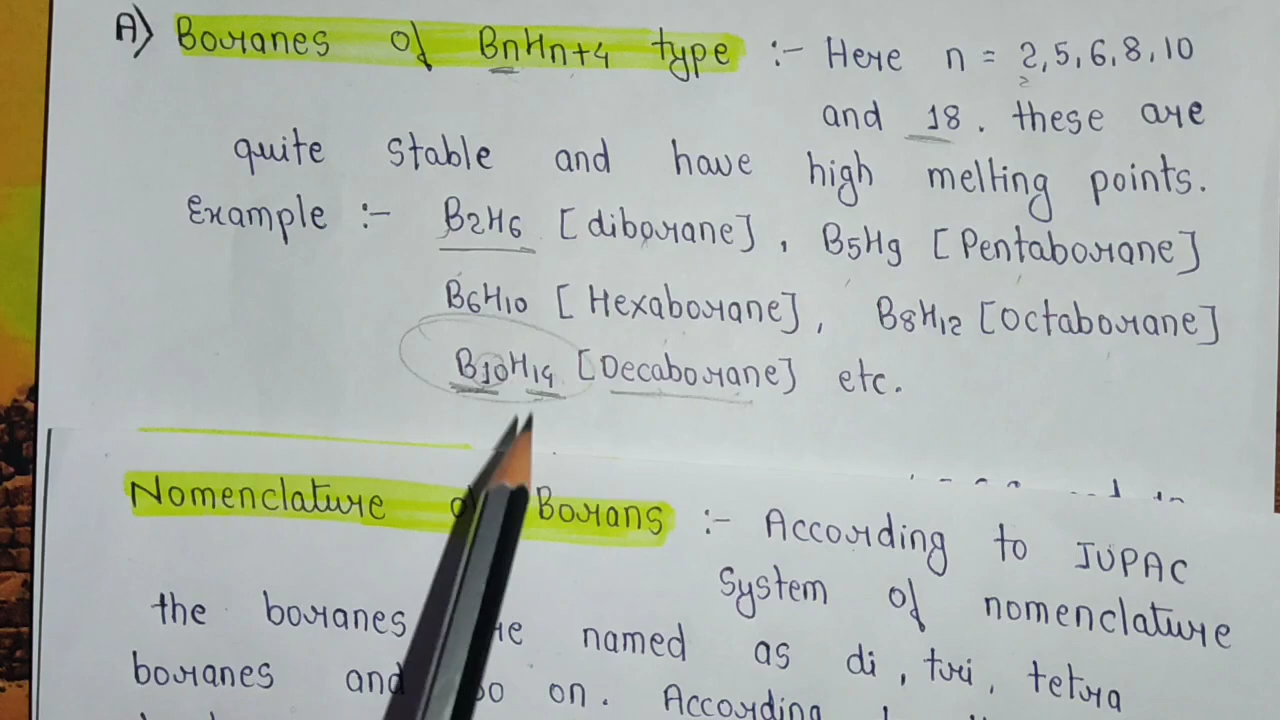 A) Boranes of BnHn+4 type :- Here n = 2,5,6,8,10
and 18. these are
quite stable and have high melting points.
Example :- B2H6 [diborane], B5H9 [Pentaborane]
B6H10 [Hexaborane], B8H12 [Octaborane]
B10H14 [Decaborane] etc.
Nomenclature of Borans :- According to IUPAC
System of nomenclature
the boranes named as di, tri, tetra
boranes and so on. According